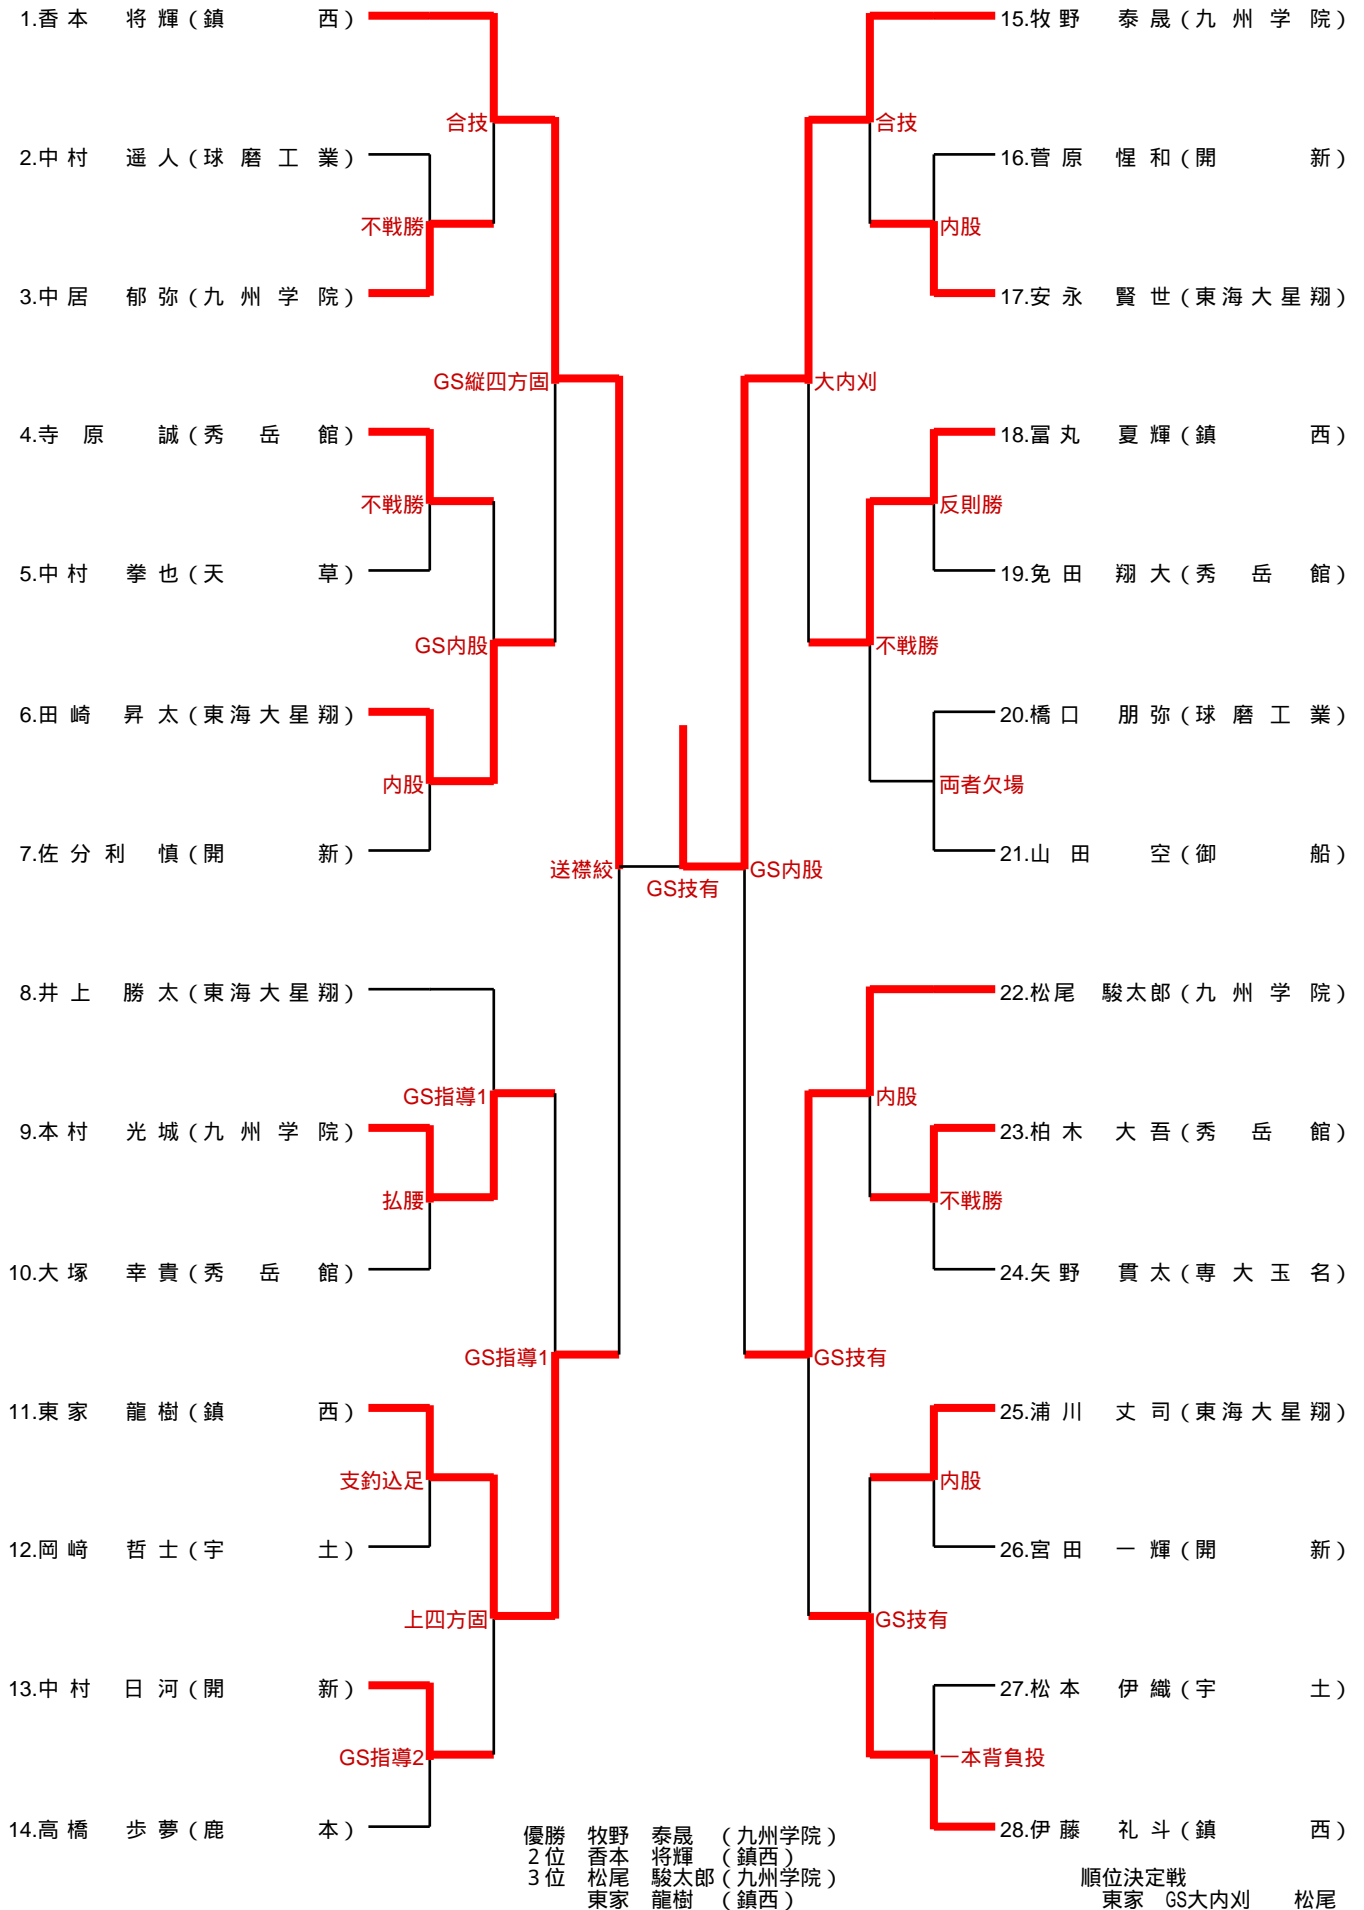 1.香本 将輝(鎮西)
合技
2.中村 遥人(球磨工業)
不戦勝
3.中居 郁弥(九州学院)
GS縦四方固
4.寺原 誠(秀岳館)
不戦勝
5.中村 拳也(天草)
GS内股
6.田崎 昇太(東海大星翔)
内股
7.佐分利 慎(開新)
送襟絞
8.井上 勝太(東海大星翔)
GS指導1
9.本村 光城(九州学院)
払腰
10.大塚 幸貴(秀岳館)
GS指導1
11.東家 龍樹(鎮西)
支釣込足
12.岡﨑 哲士(宇土)
上四方固
13.中村 日河(開新)
GS指導2
14.高橋 歩夢(鹿本)
GS技有
15.牧野 泰晟(九州学院)
合技
16.菅原 惺和(開新)
内股
17.安永 賢世(東海大星翔)
大内刈
18.冨丸 夏輝(鎮西)
反則勝
19.免田 翔大(秀岳館)
不戦勝
20.橋口 朋弥(球磨工業)
両者欠場
21.山田 空(御船)
GS内股
22.松尾 駿太郎(九州学院)
内股
23.柏木 大吾(秀岳館)
不戦勝
24.矢野 貫太(専大玉名)
GS技有
25.浦川 丈司(東海大星翔)
内股
26.宮田 一輝(開新)
GS技有
27.松本 伊織(宇土)
一本背負投
28.伊藤 礼斗(鎮西)
優勝 牧野 泰晟 (九州学院)
2位 香本 将輝 (鎮西)
3位 松尾 駿太郎(九州学院)
東家 龍樹 (鎮西)
順位決定戦
東家 GS大内刈 松尾